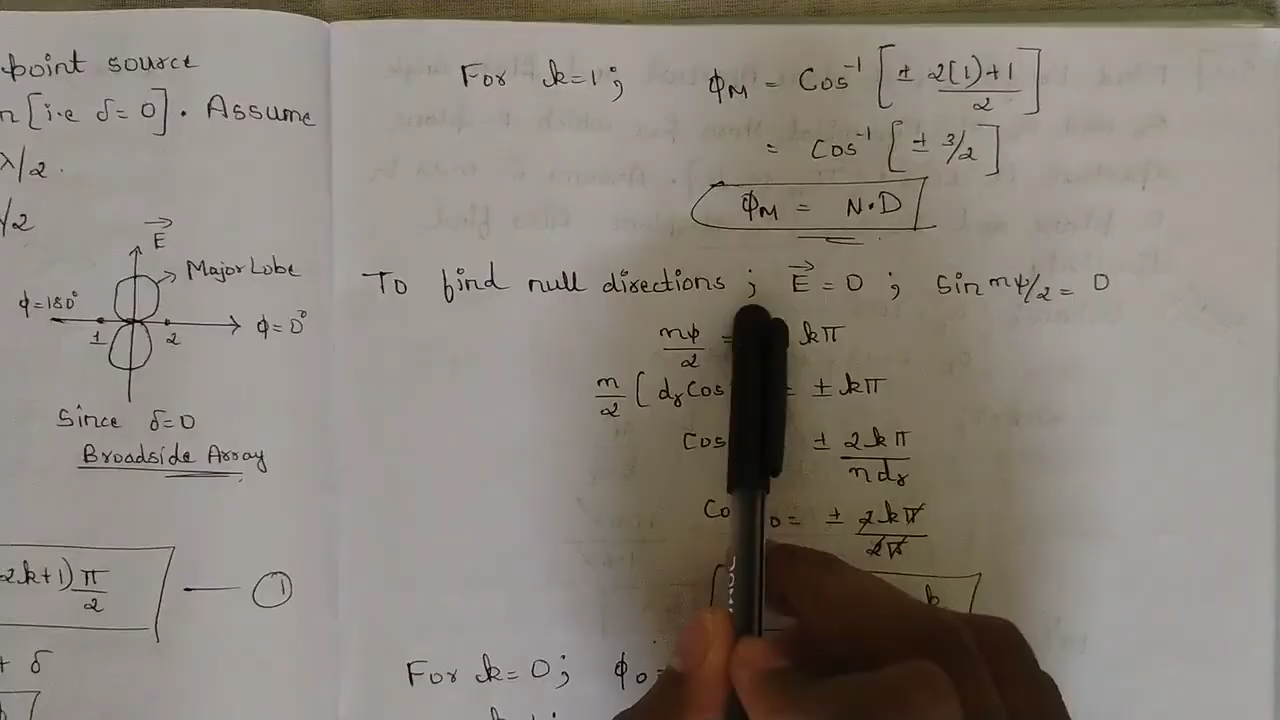 point source
n [i.e δ = 0]. Assume
λ/2.
/2
E
Major Lobe
ϕ = 180°
ϕ = 0°
1 2
Since δ = 0
Broadside Array
2k+1) π/2 — ①
+ δ
For k=1; ϕM = Cos⁻¹ [± 2(1)+1/2]
= Cos⁻¹ [± 3/2]
ϕM = N.D
To find null directions ; E = 0 ; Sin nψ/2 = 0
nψ/2 = kπ
n/2 ( dr Cos = ± kπ
Cos ± 2kπ/n dr
Co 0 = ± 2kπ/2π
k
For k = 0 ; ϕ0 =